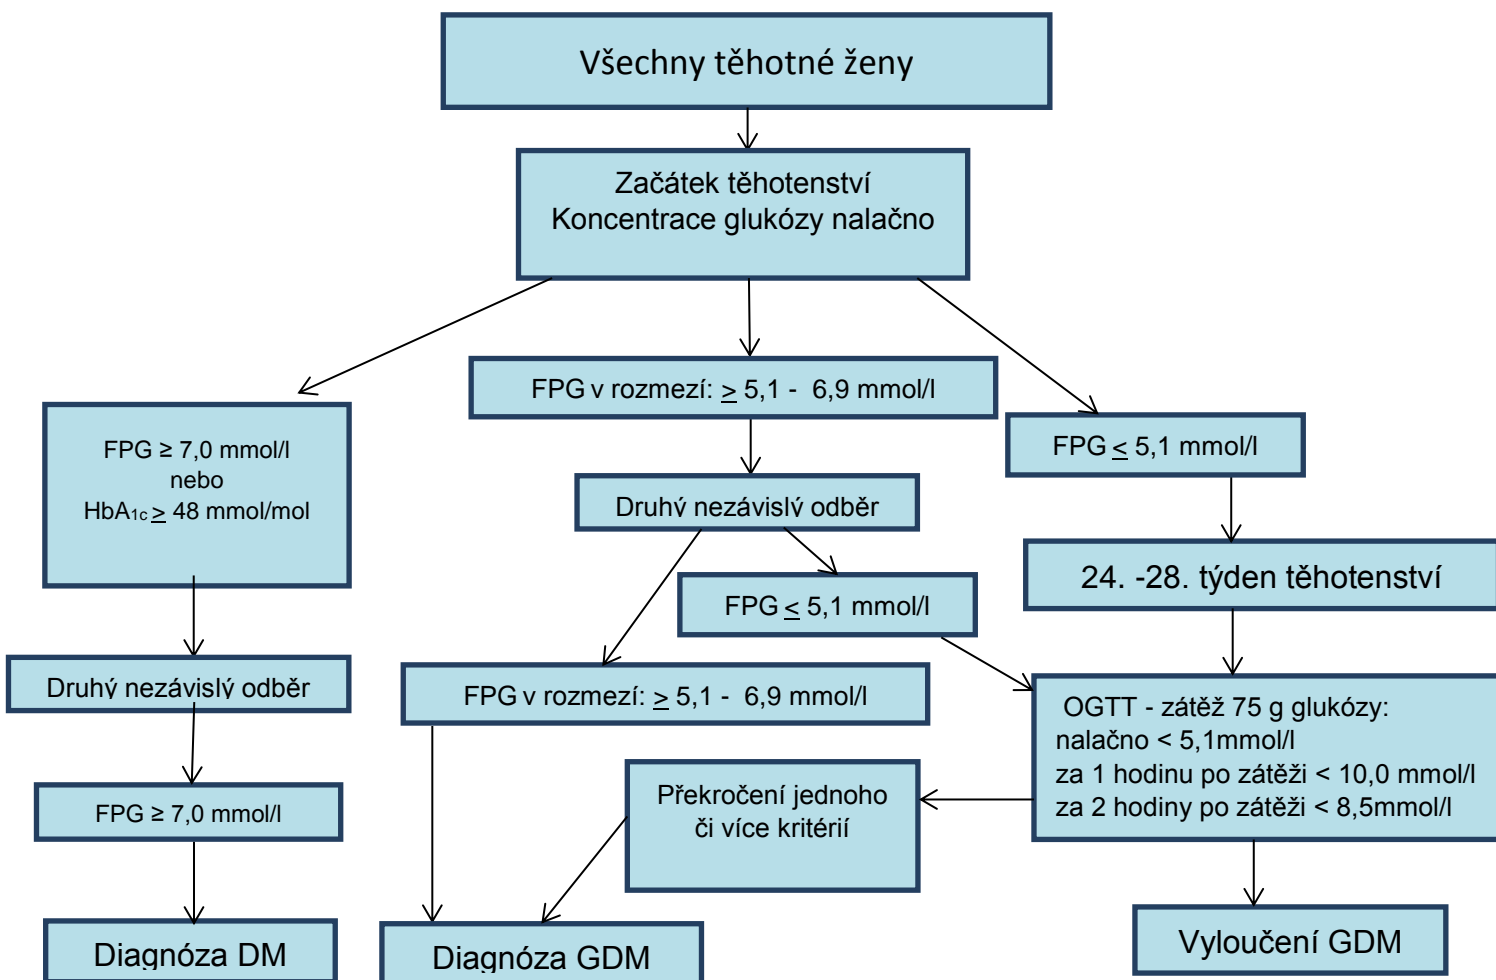 Všechny těhotné ženy
Začátek těhotenství
Koncentrace glukózy nalačno
FPG v rozmezí: ≥ 5,1 - 6,9 mmol/l
FPG ≥ 7,0 mmol/l
nebo
HbA1c ≥ 48 mmol/mol
FPG ≤ 5,1 mmol/l
Druhý nezávislý odběr
24. -28. týden těhotenství
FPG ≤ 5,1 mmol/l
Druhý nezávislý odběr
FPG v rozmezí: ≥ 5,1 - 6,9 mmol/l
OGTT - zátěž 75 g glukózy:
nalačno < 5,1mmol/l
za 1 hodinu po zátěži < 10,0 mmol/l
za 2 hodiny po zátěži < 8,5mmol/l
FPG ≥ 7,0 mmol/l
Překročení jednoho
či více kritérií
Diagnóza DM
Diagnóza GDM
Vyloučení GDM